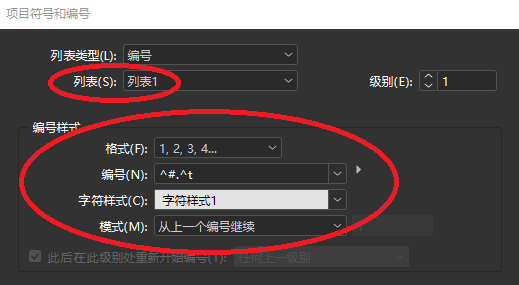 项目符号和编号
列表类型(L): 编号
列表(S): 列表1 级别(E): 1
编号样式
格式(F): 1, 2, 3, 4...
编号(N): ^#.^t
字符样式(C): 字符样式1
模式(M): 从上一个编号继续
此后在此级别处重新开始编号(T): 任何上一级别